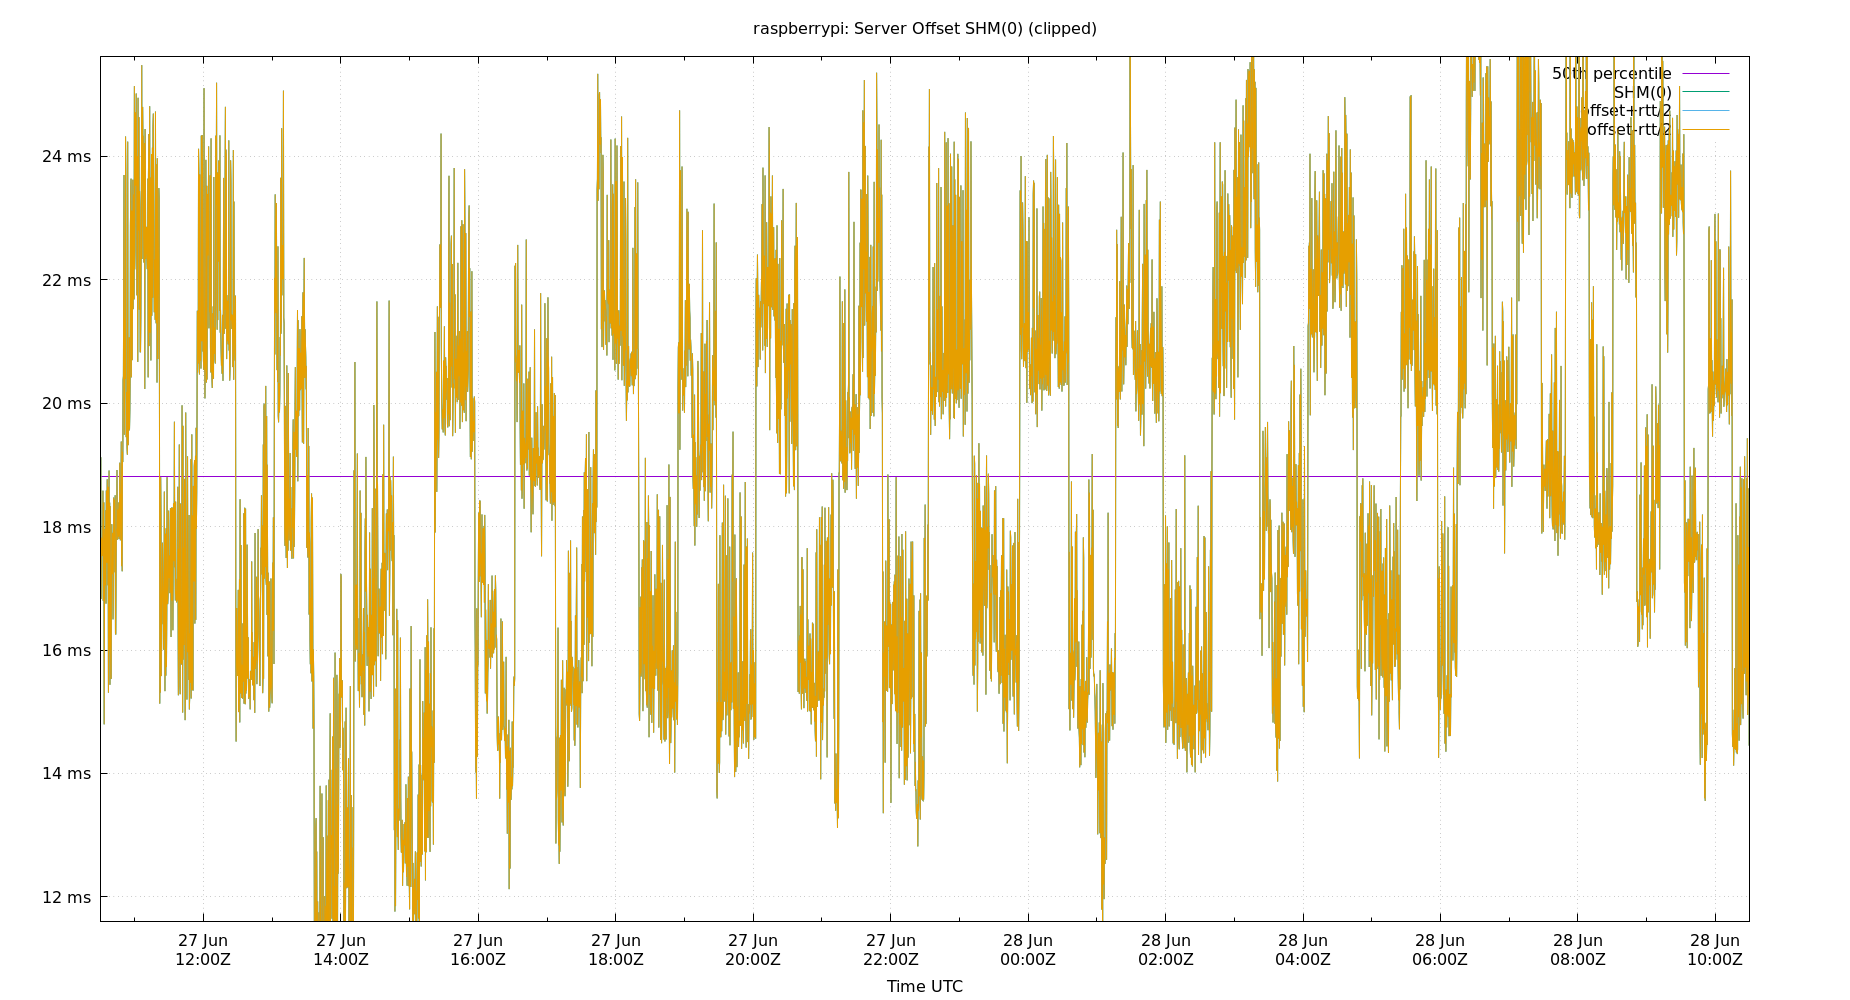 raspberrypi: Server Offset SHM(0) (clipped)
50th percentile
SHM(0)
offset+rtt/2
offset-rtt/2
24 ms
22 ms
20 ms
18 ms
16 ms
14 ms
12 ms
27 Jun 27 Jun 27 Jun 27 Jun 27 Jun 27 Jun 28 Jun 28 Jun 28 Jun 28 Jun 28 Jun 28 Jun
12:00Z 14:00Z 16:00Z 18:00Z 20:00Z 22:00Z 00:00Z 02:00Z 04:00Z 06:00Z 08:00Z 10:00Z
Time UTC